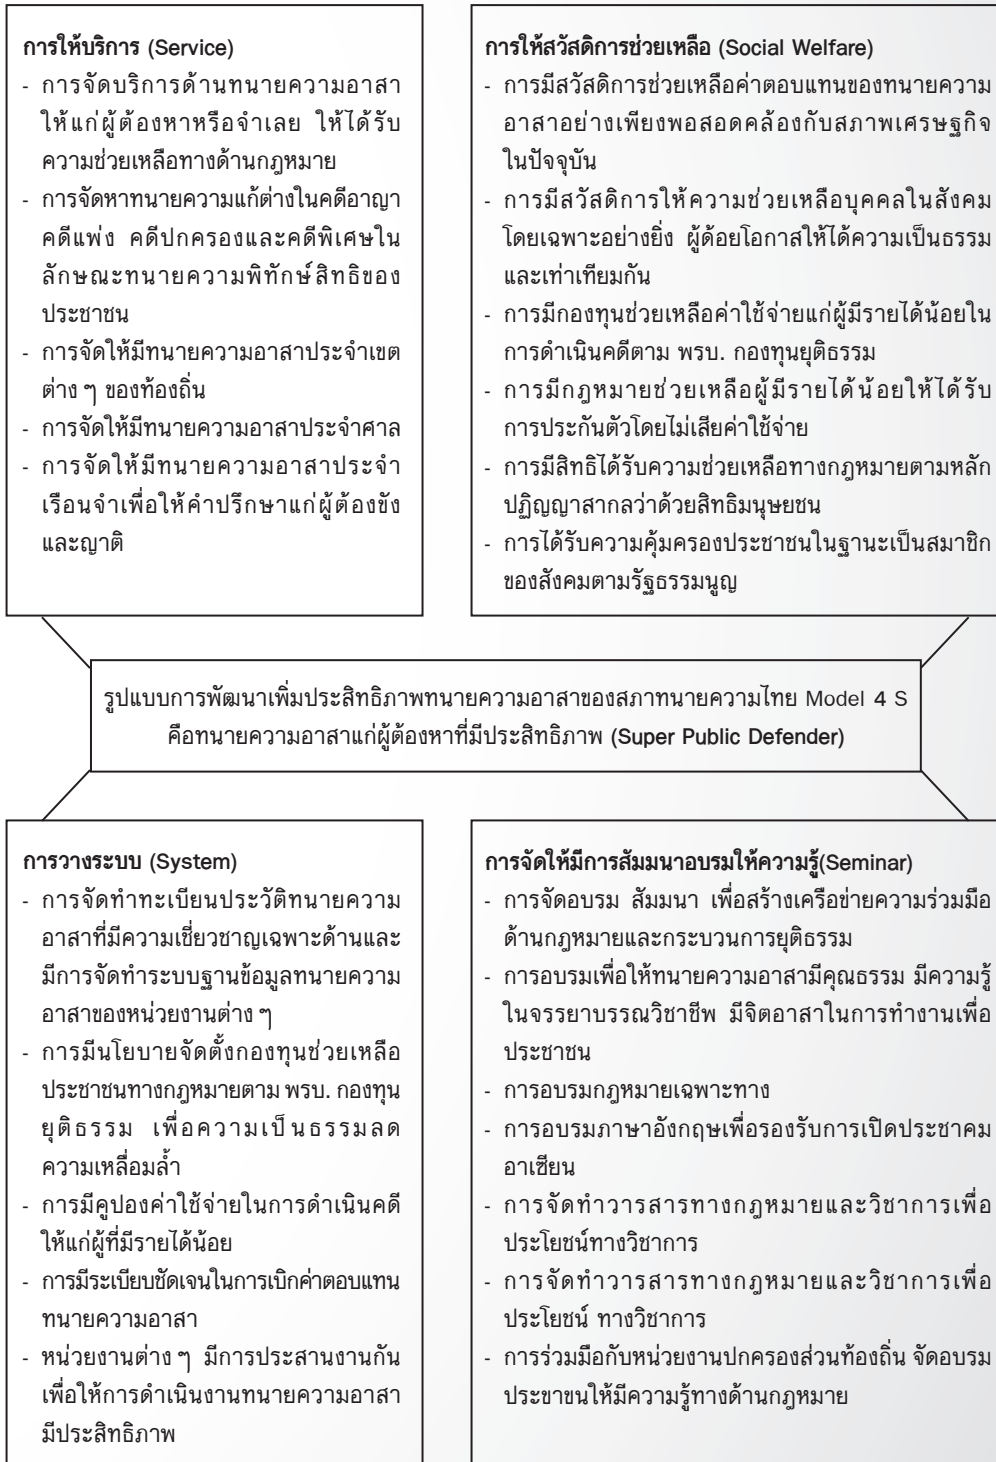 การให้บริการ (Service)
- การจัดบริการด้านทนายความอาสา
ให้แก่ผู้ต้องหาหรือจำเลย ให้ได้รับ
ความช่วยเหลือทางด้านกฎหมาย
- การจัดหาทนายความแก้ต่างในคดีอาญา
คดีแพ่ง คดีปกครองและคดีพิเศษใน
ลักษณะทนายความพิทักษ์สิทธิของ
ประชาชน
- การจัดให้มีทนายความอาสาประจำเขต
ต่าง ๆ ของท้องถิ่น
- การจัดให้มีทนายความอาสาประจำศาล
- การจัดให้มีทนายความอาสาประจำ
เรือนจำเพื่อให้คำปรึกษาแก่ผู้ต้องขัง
และญาติ
การให้สวัสดิการช่วยเหลือ (Social Welfare)
- การมีสวัสดิการช่วยเหลือค่าตอบแทนของทนายความ
อาสาอย่างเพียงพอสอดคล้องกับสภาพเศรษฐกิจ
ในปัจจุบัน
- การมีสวัสดิการให้ความช่วยเหลือบุคคลในสังคม
โดยเฉพาะอย่างยิ่ง ผู้ด้อยโอกาสให้ได้ความเป็นธรรม
และเท่าเทียมกัน
- การมีกองทุนช่วยเหลือค่าใช้จ่ายแก่ผู้มีรายได้น้อยใน
การดำเนินคดีตาม พรบ. กองทุนยุติธรรม
- การมีกฎหมายช่วยเหลือผู้มีรายได้น้อยให้ได้รับ
การประกันตัวโดยไม่เสียค่าใช้จ่าย
- การมีสิทธิได้รับความช่วยเหลือทางกฎหมายตามหลัก
ปฏิญญาสากลว่าด้วยสิทธิมนุษยชน
- การได้รับความคุ้มครองประชาชนในฐานะเป็นสมาชิก
ของสังคมตามรัฐธรรมนูญ
รูปแบบการพัฒนาเพิ่มประสิทธิภาพทนายความอาสาของสภาทนายความไทย Model 4 S
คือทนายความอาสาแก่ผู้ต้องหาที่มีประสิทธิภาพ (Super Public Defender)
การวางระบบ (System)
- การจัดทำทะเบียนประวัติทนายความ
อาสาที่มีความเชี่ยวชาญเฉพาะด้านและ
มีการจัดทำระบบฐานข้อมูลทนายความ
อาสาของหน่วยงานต่าง ๆ
- การมีนโยบายจัดตั้งกองทุนช่วยเหลือ
ประชาชนทางกฎหมายตาม พรบ. กองทุน
ยุติธรรม เพื่อความเป็นธรรมลด
ความเหลื่อมล้ำ
- การมีคูปองค่าใช้จ่ายในการดำเนินคดี
ให้แก่ผู้ที่มีรายได้น้อย
- การมีระเบียบชัดเจนในการเบิกค่าตอบแทน
ทนายความอาสา
- หน่วยงานต่าง ๆ มีการประสานงานกัน
เพื่อให้การดำเนินงานทนายความอาสา
มีประสิทธิภาพ
การจัดให้มีการสัมมนาอบรมให้ความรู้(Seminar)
- การจัดอบรม สัมมนา เพื่อสร้างเครือข่ายความร่วมมือ
ด้านกฎหมายและกระบวนการยุติธรรม
- การอบรมเพื่อให้ทนายความอาสามีคุณธรรม มีความรู้
ในจรรยาบรรณวิชาชีพ มีจิตอาสาในการทำงานเพื่อ
ประชาชน
- การอบรมกฎหมายเฉพาะทาง
- การอบรมภาษาอังกฤษเพื่อรองรับการเปิดประชาคม
อาเซียน
- การจัดทำวารสารทางกฎหมายและวิชาการเพื่อ
ประโยชน์ทางวิชาการ
- การจัดทำวารสารทางกฎหมายและวิชาการเพื่อ
ประโยชน์ ทางวิชาการ
- การร่วมมือกับหน่วยงานปกครองส่วนท้องถิ่น จัดอบรม
ประขาขนให้มีความรู้ทางด้านกฎหมาย